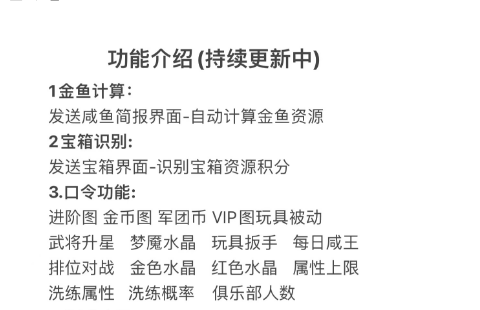 功能介绍(持续更新中)
1金鱼计算：
发送咸鱼简报界面-自动计算金鱼资源
2宝箱识别:
发送宝箱界面-识别宝箱资源积分
3.口令功能:
进阶图 金币图 军团币 VIP图玩具被动
武将升星 梦魇水晶 玩具扳手 每日咸王
排位对战 金色水晶 红色水晶 属性上限
洗练属性 洗练概率 俱乐部人数